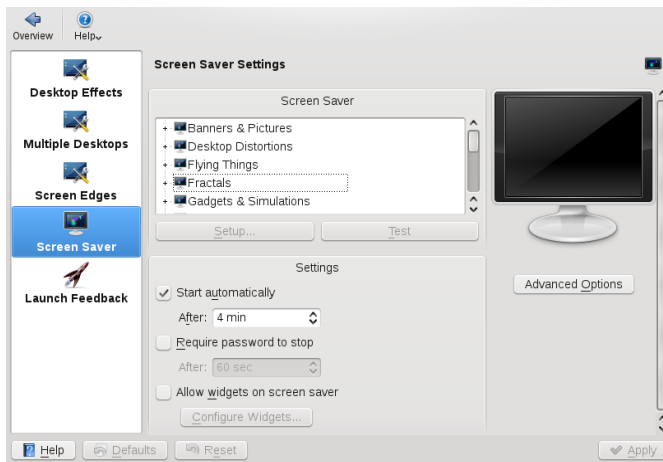 Overview
Help
Screen Saver Settings
Desktop Effects
Multiple Desktops
Screen Edges
Screen Saver
Launch Feedback
Screen Saver
Banners & Pictures
Desktop Distortions
Flying Things
Fractals
Gadgets & Simulations
Setup...
Test
Settings
Start automatically
After: 4 min
Require password to stop
After: 60 sec
Allow widgets on screen saver
Configure Widgets...
Advanced Options
Help
Defaults
Reset
Apply